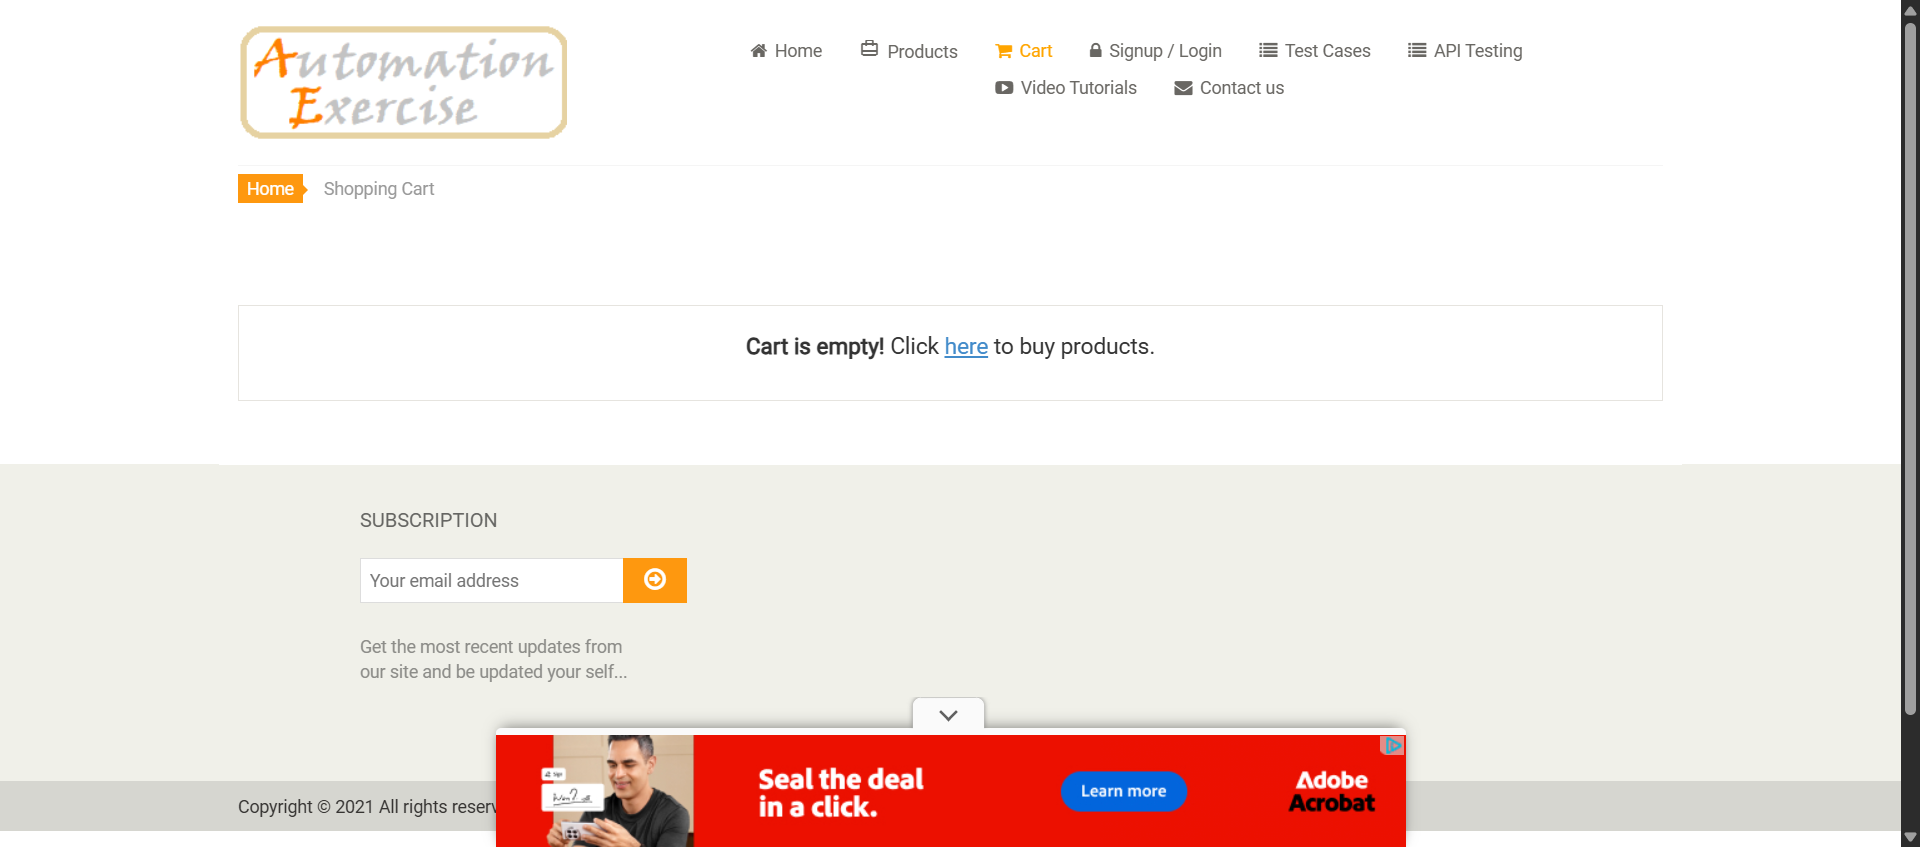 Automation
Exercise
Home
Products
Cart
Signup / Login
Test Cases
API Testing
Video Tutorials
Contact us
Home
Shopping Cart
Cart is empty! Click here to buy products.
SUBSCRIPTION
Your email address
Get the most recent updates from
our site and be updated your self...
Copyright © 2021 All rights reserv
Sign
Seal the deal
in a click.
Learn more
Adobe
Acrobat